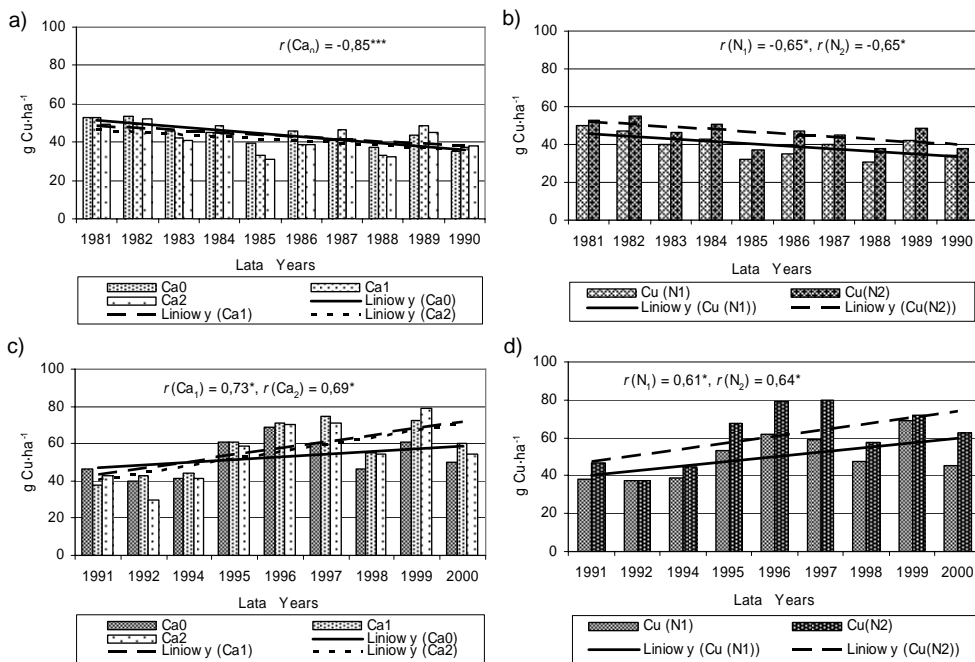 a)
r (Ca₀) = -0,85***
g Cu·ha⁻¹
100
80
60
40
20
0
1981 1982 1983 1984 1985 1986 1987 1988 1989 1990
Lata Years
Ca0 Ca1
Ca2 Liniow y (Ca0)
Liniow y (Ca1) Liniow y (Ca2)
b)
r (N₁) = -0,65*, r (N₂) = -0,65*
g Cu·ha⁻¹
100
80
60
40
20
0
1981 1982 1983 1984 1985 1986 1987 1988 1989 1990
Lata Years
Cu (N1) Cu(N2)
Liniow y (Cu (N1)) Liniow y (Cu(N2))
c)
r (Ca₁) = 0,73*, r (Ca₂) = 0,69*
g Cu·ha⁻¹
100
80
60
40
20
0
1991 1992 1994 1995 1996 1997 1998 1999 2000
Lata Years
Ca0 Ca1
Ca2 Liniow y (Ca0)
Liniow y (Ca1) Liniow y (Ca2)
d)
r (N₁) = 0,61*, r (N₂) = 0,64*
g Cu·ha⁻¹
100
80
60
40
20
0
1991 1992 1994 1995 1996 1997 1998 1999 2000
Lata Years
Cu (N1) Cu(N2)
Liniow y (Cu (N1)) Liniow y (Cu(N2))